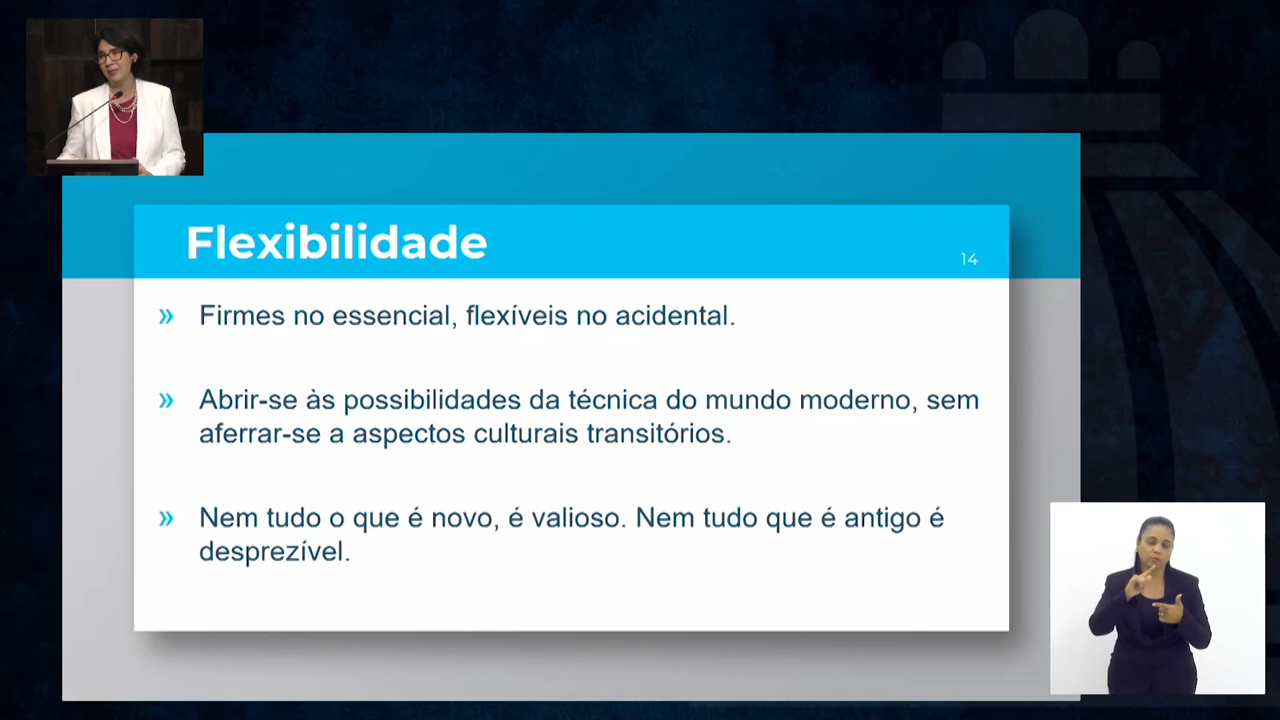 Flexibilidade
14
» Firmes no essencial, flexíveis no acidental.
» Abrir-se às possibilidades da técnica do mundo moderno, sem
aferrar-se a aspectos culturais transitórios.
» Nem tudo o que é novo, é valioso. Nem tudo que é antigo é
desprezível.